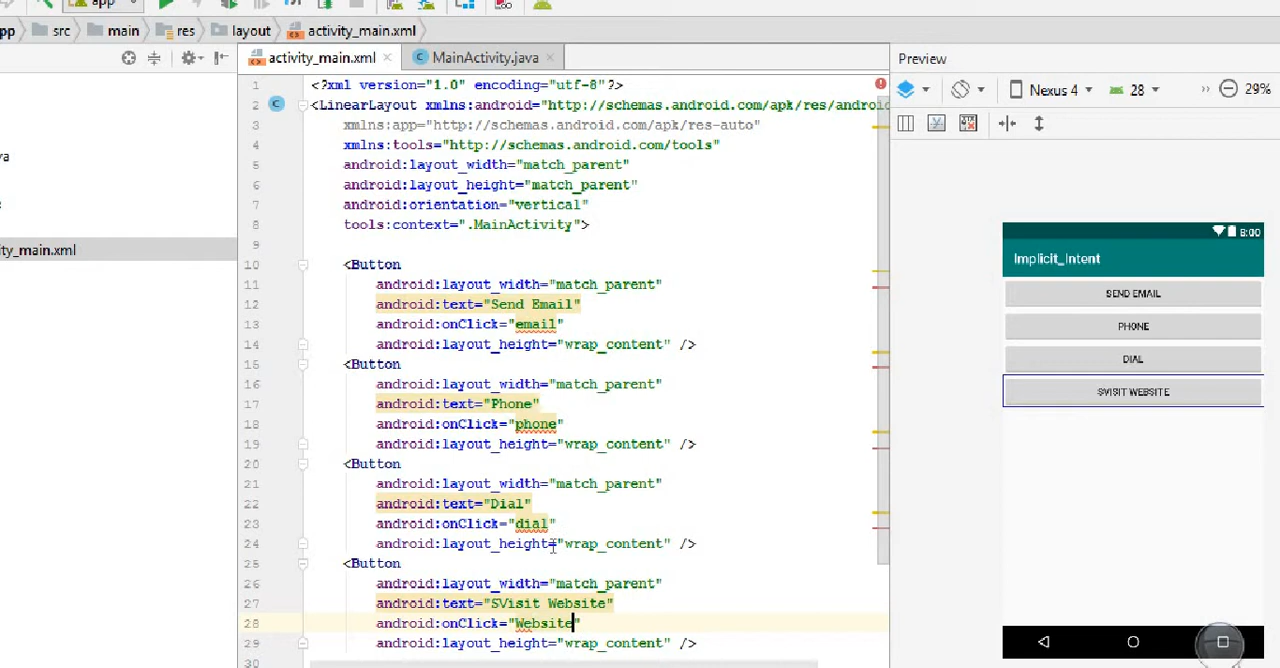 app
pp src main res layout activity_main.xml
activity_main.xml MainActivity.java Preview
Nexus 4 28 29%
1 <?xml version="1.0" encoding="utf-8"?>
2 <LinearLayout xmlns:android="http://schemas.android.com/apk/res/android
3 xmlns:app="http://schemas.android.com/apk/res-auto"
4 xmlns:tools="http://schemas.android.com/tools"
5 android:layout_width="match_parent"
6 android:layout_height="match_parent"
7 android:orientation="vertical"
8 tools:context=".MainActivity">
9
10 <Button
11 android:layout_width="match_parent"
12 android:text="Send Email"
13 android:onClick="email"
14 android:layout_height="wrap_content" />
15 <Button
16 android:layout_width="match_parent"
17 android:text="Phone"
18 android:onClick="phone"
19 android:layout_height="wrap_content" />
20 <Button
21 android:layout_width="match_parent"
22 android:text="Dial"
23 android:onClick="dial"
24 android:layout_height="wrap_content" />
25 <Button
26 android:layout_width="match_parent"
27 android:text="SVisit Website"
28 android:onClick="Website"
29 android:layout_height="wrap_content" />
30
va
ity_main.xml
8:00
Implicit_Intent
SEND EMAIL
PHONE
DIAL
SVISIT WEBSITE